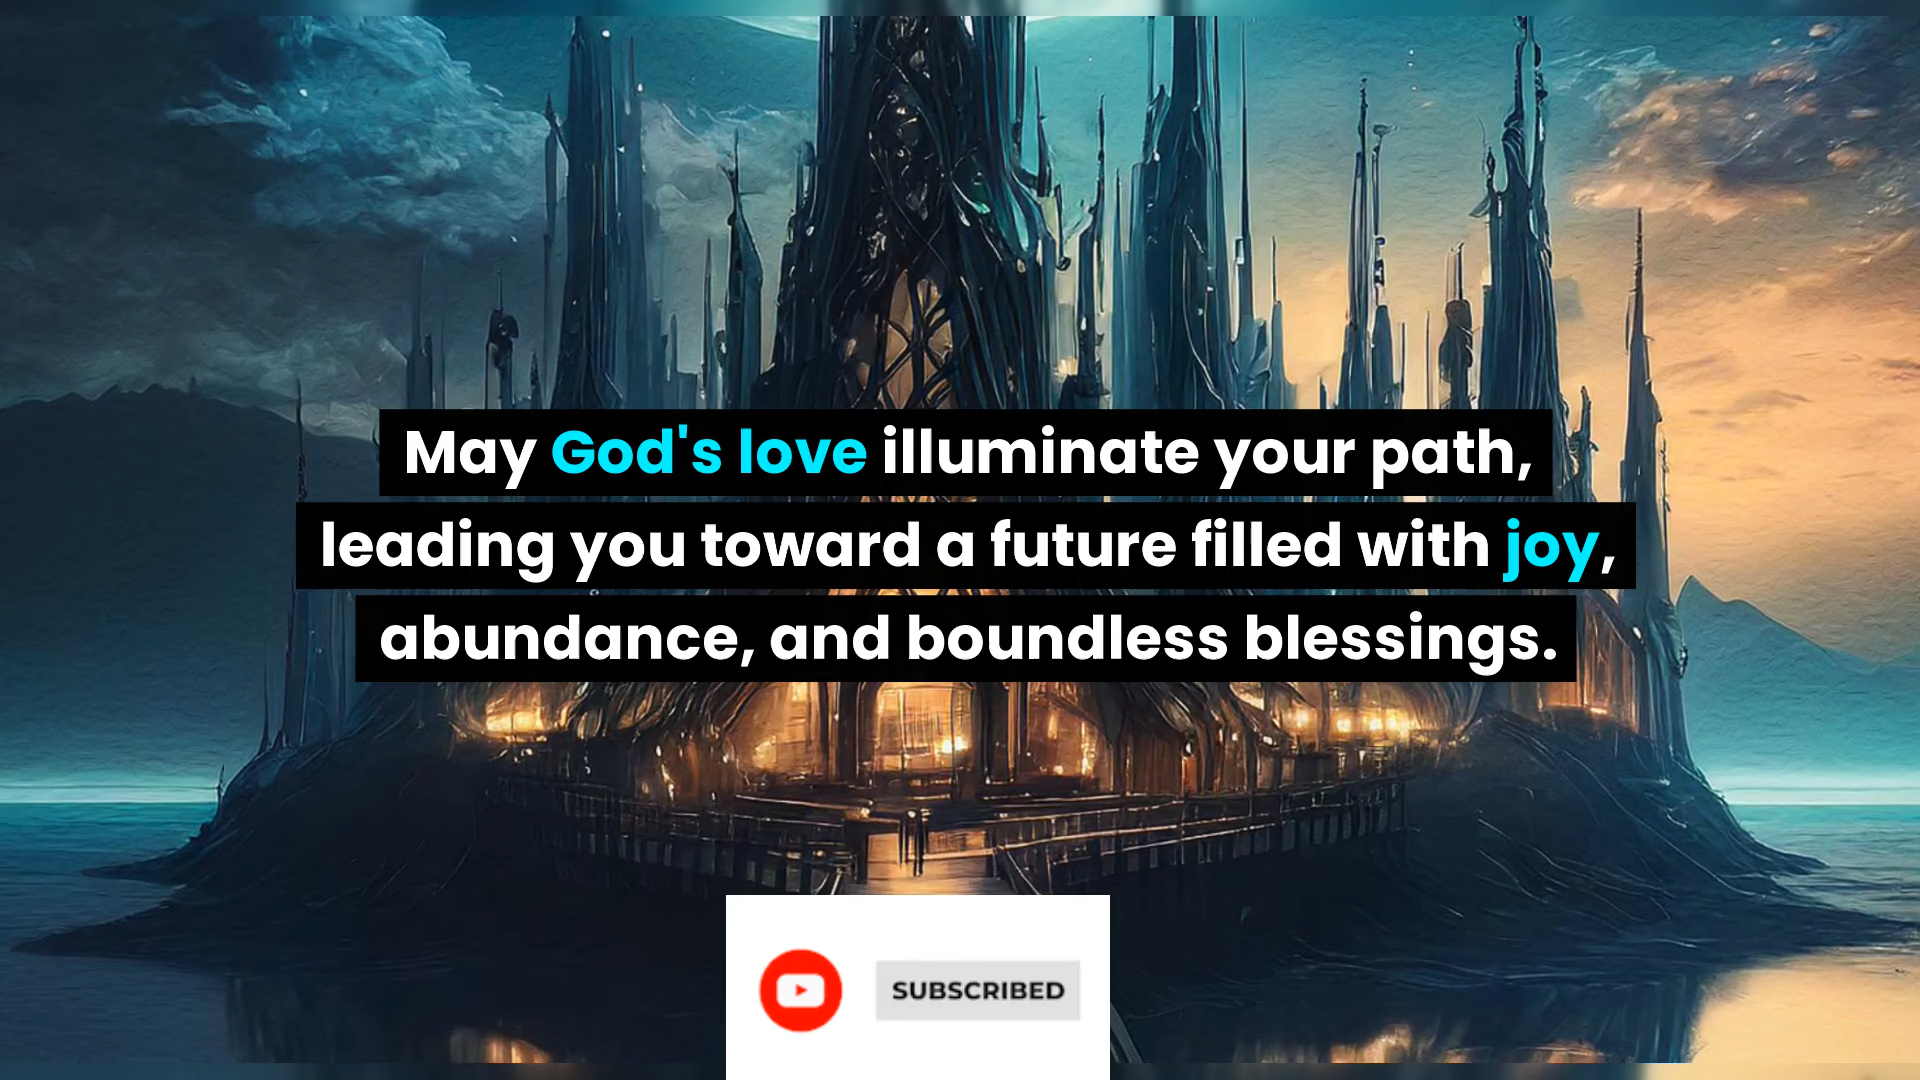 May God's love illuminate your path,
leading you toward a future filled with joy,
abundance, and boundless blessings.
SUBSCRIBED